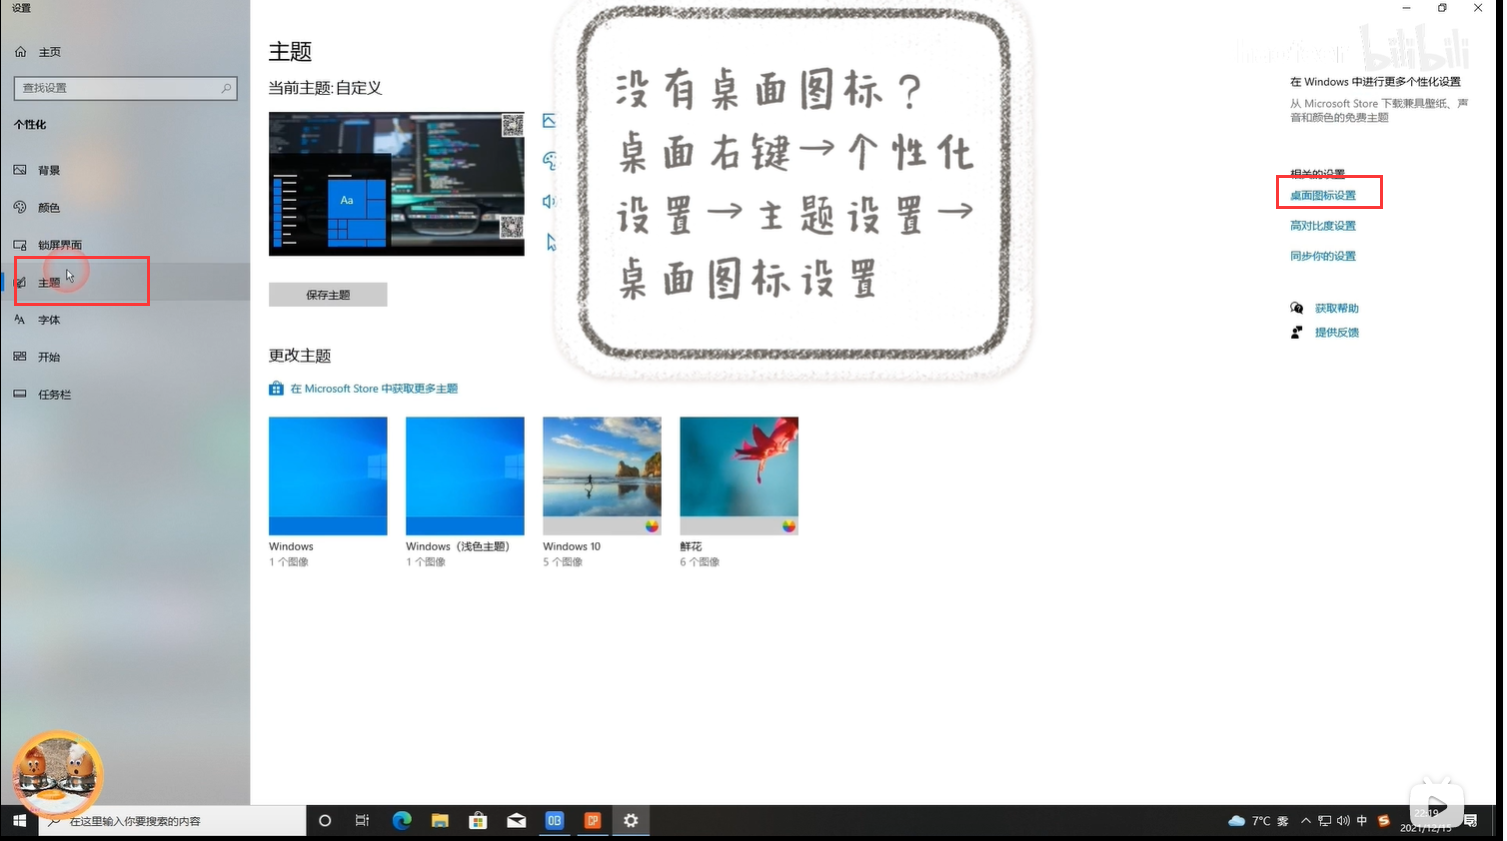 设置
主页
查找设置
个性化
背景
颜色
锁屏界面
主题
字体
开始
任务栏
主题
当前主题:自定义
Aa
保存主题
更改主题
在 Microsoft Store 中获取更多主题
Windows
1 个图像
Windows（浅色主题）
1 个图像
Windows 10
5 个图像
鲜花
6 个图像
没有桌面图标？
桌面右键→个性化
设置→主题设置→
桌面图标设置
bilibili
在 Windows 中进行更多个性化设置
从 Microsoft Store 下载兼具壁纸、声
音和颜色的免费主题
相关的设置
桌面图标设置
高对比度设置
同步你的设置
获取帮助
提供反馈
在这里输入你要搜索的内容
7°C 雾
中
22:19
2021/12/15